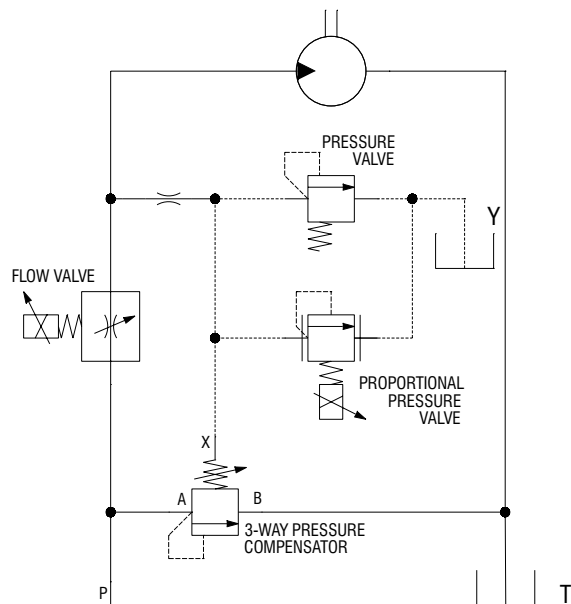 PRESSURE
VALVE
Y
FLOW VALVE
PROPORTIONAL
PRESSURE
VALVE
X
A
B
3-WAY PRESSURE
COMPENSATOR
P
T